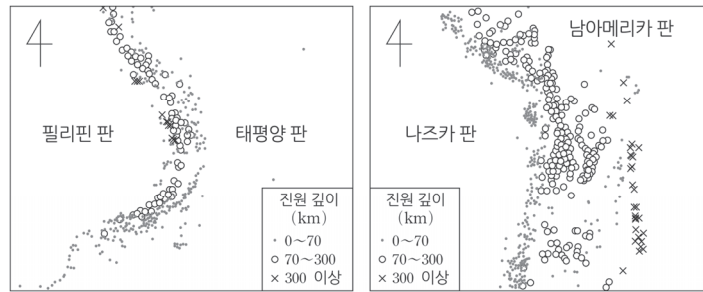 필리핀 판
태평양 판
진원 깊이
(km)
0~70
70~300
300 이상
남아메리카 판
나즈카 판
진원 깊이
(km)
0~70
70~300
300 이상